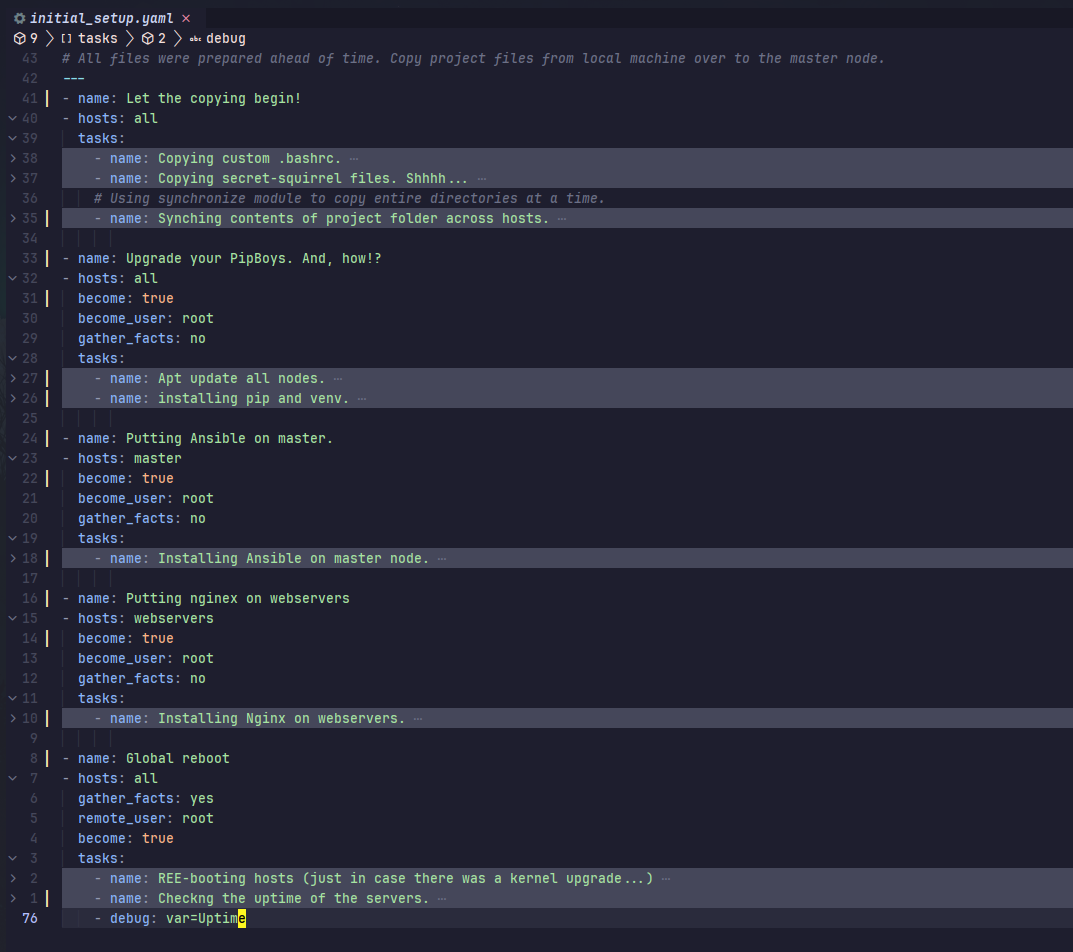 initial_setup.yaml ×
9 > [] tasks > 2 > abc debug
43 # All files were prepared ahead of time. Copy project files from local machine over to the master node.
42 ---
41 - name: Let the copying begin!
40 - hosts: all
39 tasks:
38 - name: Copying custom .bashrc. ⋯
37 - name: Copying secret-squirrel files. Shhhh... ⋯
36 # Using synchronize module to copy entire directories at a time.
35 - name: Synching contents of project folder across hosts. ⋯
34
33 - name: Upgrade your PipBoys. And, how!?
32 - hosts: all
31 become: true
30 become_user: root
29 gather_facts: no
28 tasks:
27 - name: Apt update all nodes. ⋯
26 - name: installing pip and venv. ⋯
25
24 - name: Putting Ansible on master.
23 - hosts: master
22 become: true
21 become_user: root
20 gather_facts: no
19 tasks:
18 - name: Installing Ansible on master node. ⋯
17
16 - name: Putting nginex on webservers
15 - hosts: webservers
14 become: true
13 become_user: root
12 gather_facts: no
11 tasks:
10 - name: Installing Nginx on webservers. ⋯
9
8 - name: Global reboot
7 - hosts: all
6 gather_facts: yes
5 remote_user: root
4 become: true
3 tasks:
2 - name: REE-booting hosts (just in case there was a kernel upgrade...) ⋯
1 - name: Checkng the uptime of the servers. ⋯
76 - debug: var=Uptime